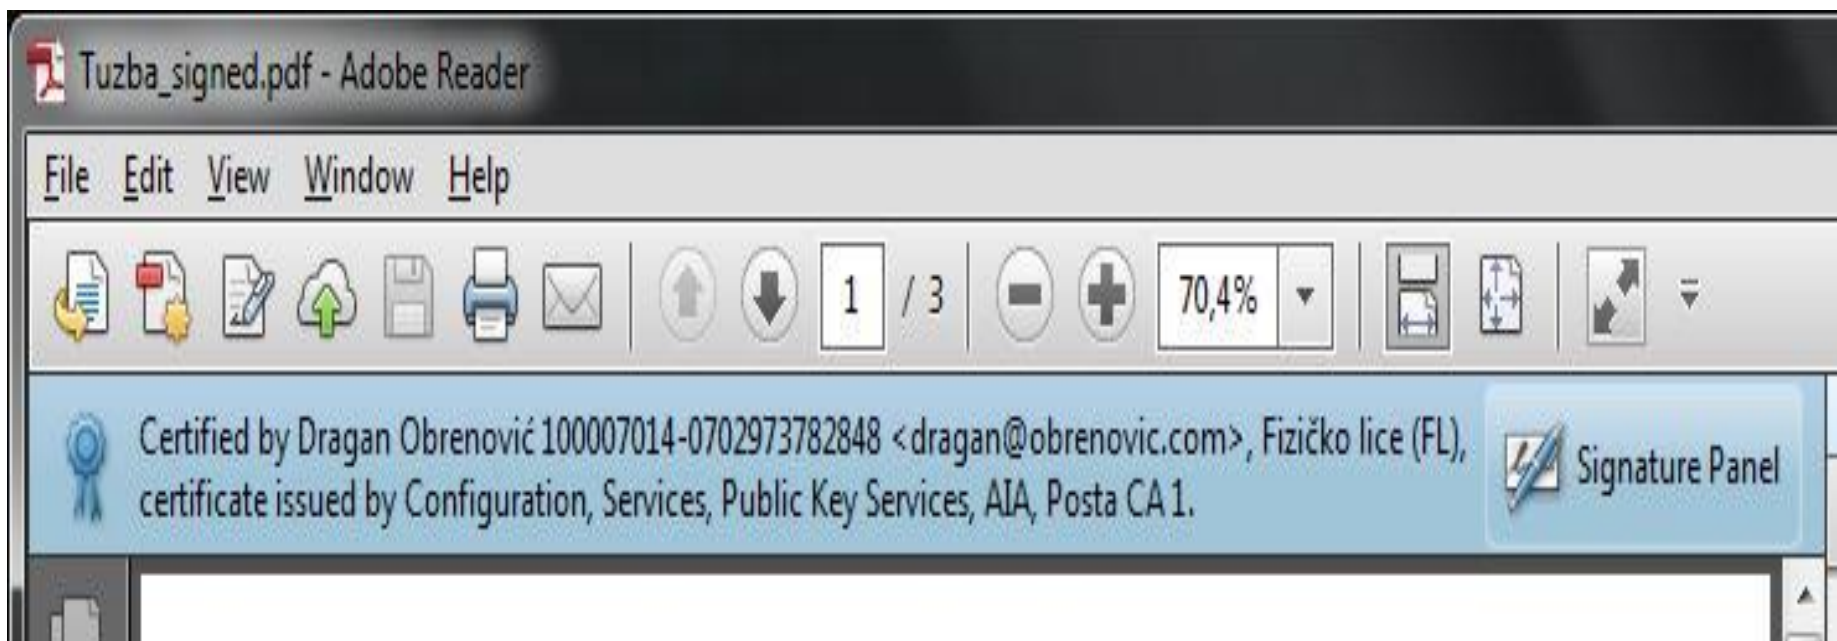 Tuzba_signed.pdf - Adobe Reader
File Edit View Window Help
1 / 3 70,4%
Certified by Dragan Obrenović 100007014-0702973782848 <dragan@obrenovic.com>, Fizičko lice (FL),
certificate issued by Configuration, Services, Public Key Services, AIA, Posta CA 1.
Signature Panel